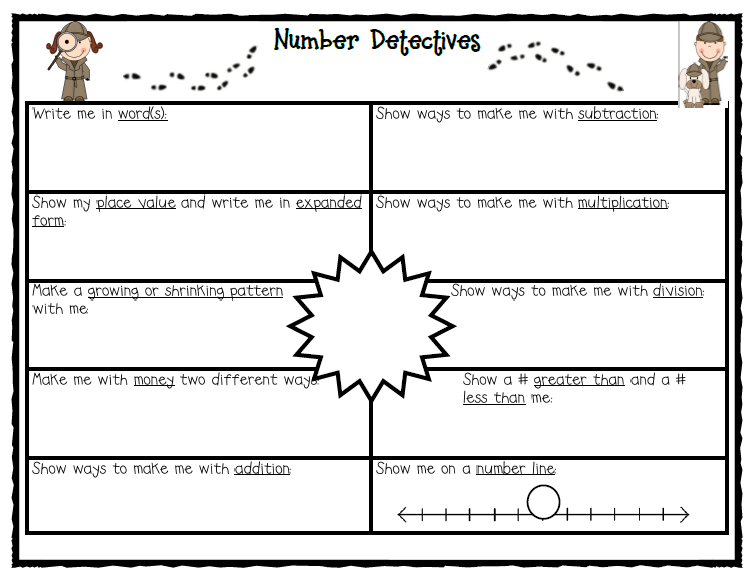 Number Detectives
Write me in word(s):
Show ways to make me with subtraction:
Show my place value and write me in expanded
form:
Show ways to make me with multiplication:
Make a growing or shrinking pattern
with me:
Show ways to make me with division:
Make me with money two different ways:
Show a # greater than and a #
less than me:
Show ways to make me with addition:
Show me on a number line: